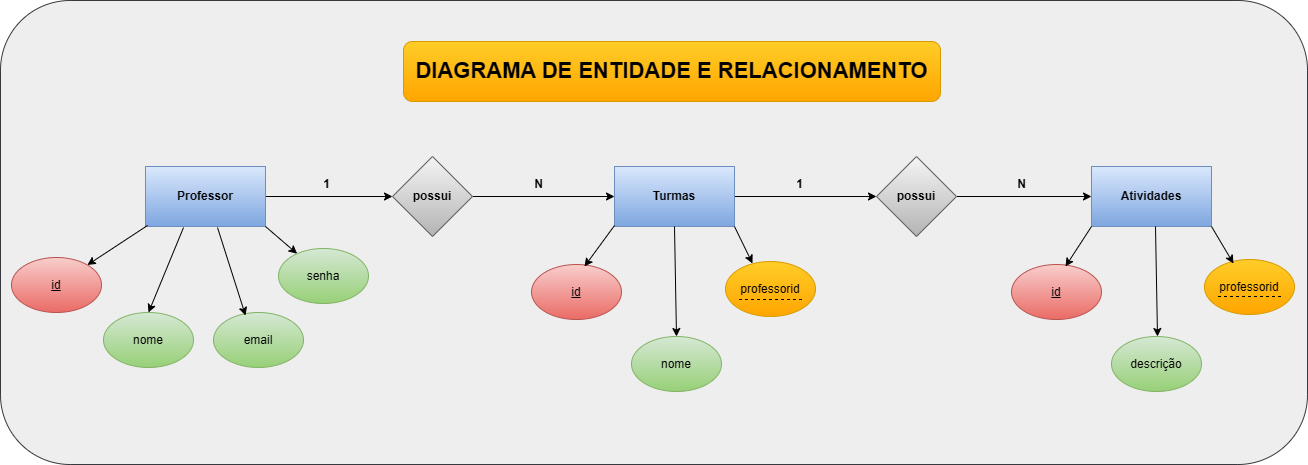 DIAGRAMA DE ENTIDADE E RELACIONAMENTO
Professor
1
possui
N
Turmas
1
possui
N
Atividades
id
nome
email
senha
id
nome
professorid
id
descrição
professorid